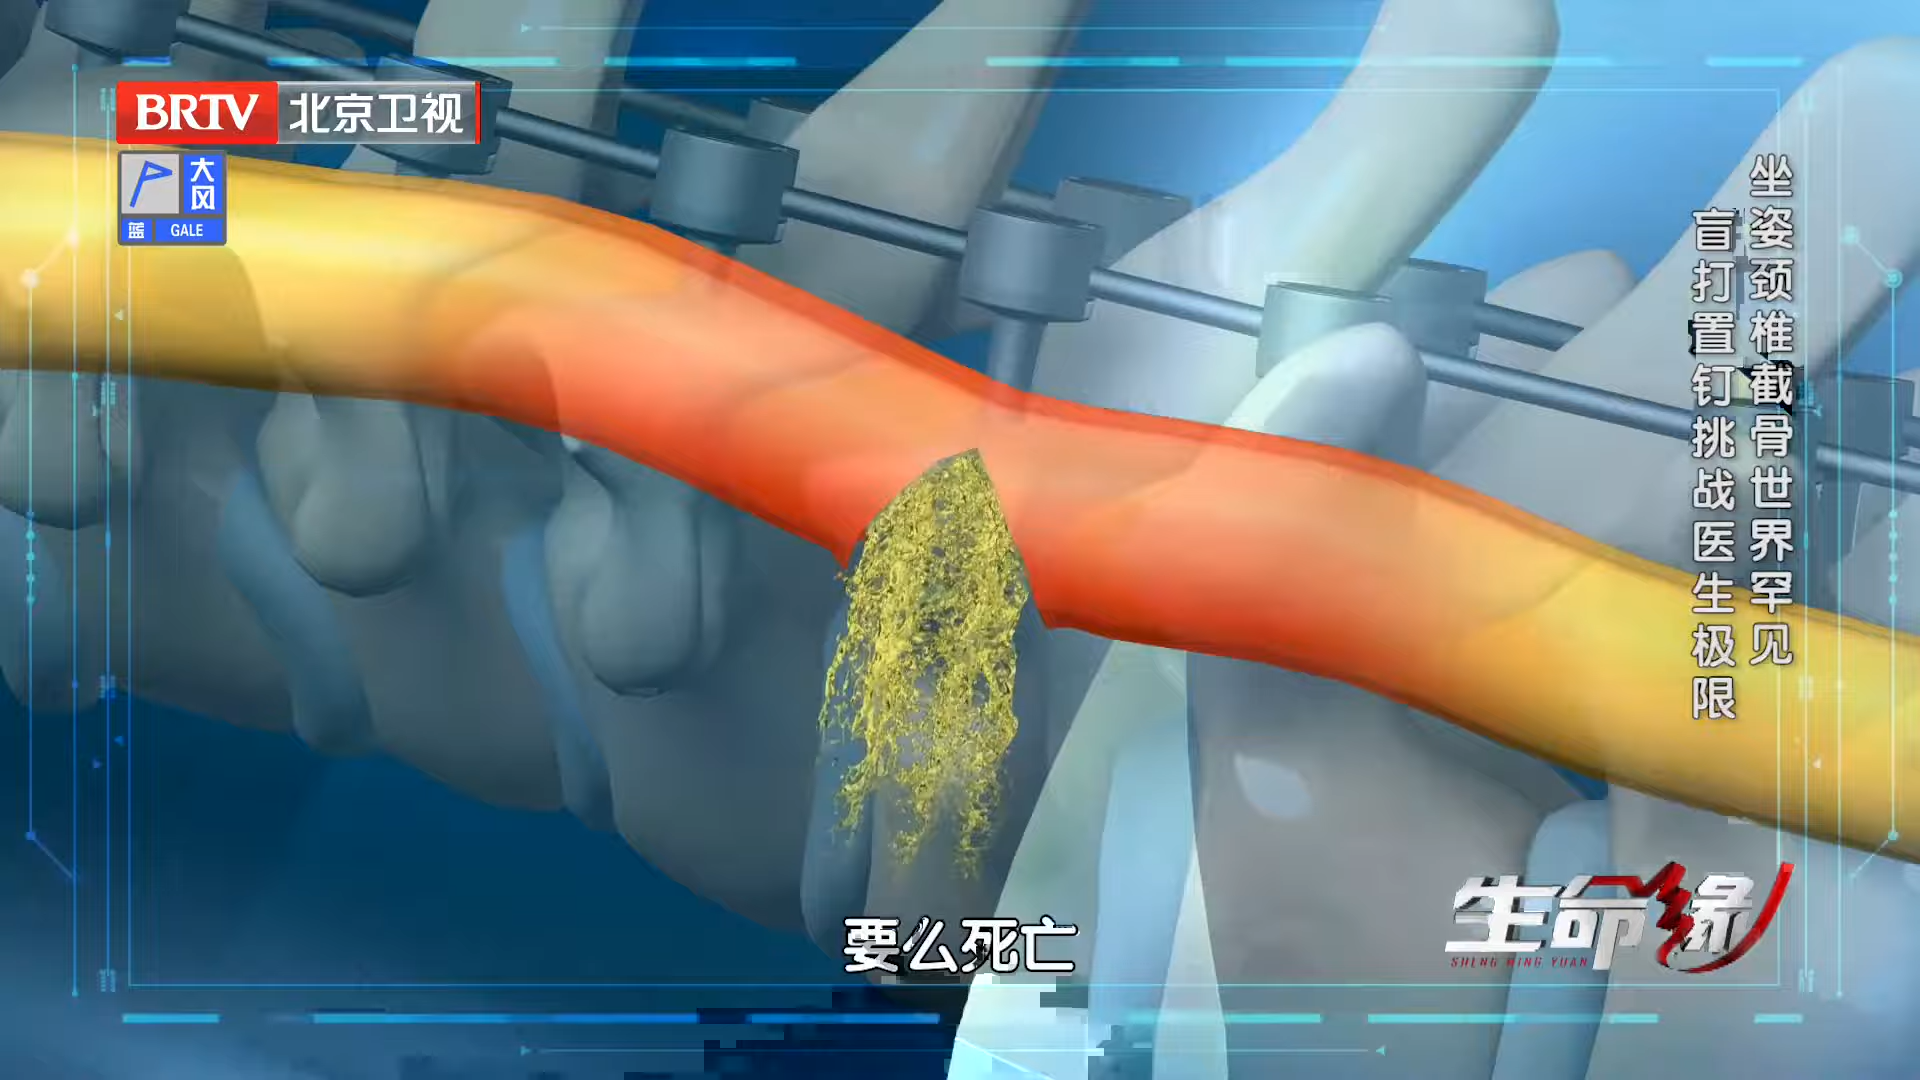 BRTV 北京卫视
大风
蓝 GALE
坐姿颈椎截骨世界罕见
盲打置钉挑战医生极限
要么死亡
生命缘
SHENG MING YUAN